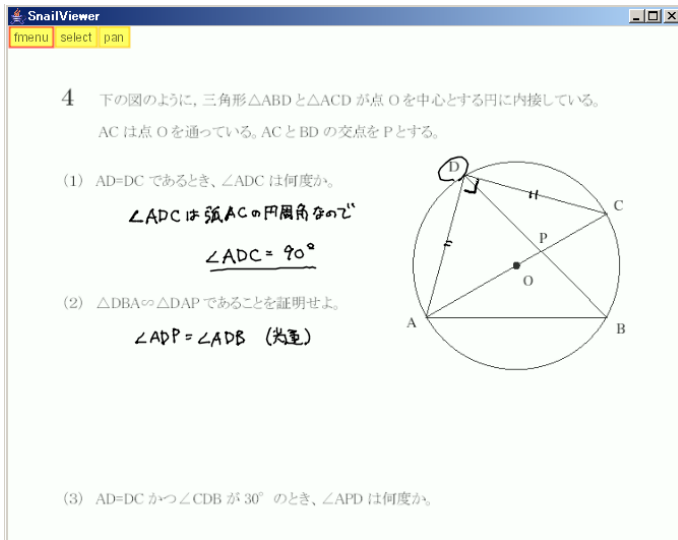 SnailViewer
fmenu select pan
4 下の図のように, 三角形△ABDと△ACDが点Oを中心とする円に内接している。
ACは点Oを通っている。ACとBDの交点をPとする。
(1) AD=DCであるとき、∠ADCは何度か。
∠ADCは弧ACの円周角なので
∠ADC = 90°
(2) △DBA∽△DAPであることを証明せよ。
∠ADP = ∠ADB (共通)
D
C
P
O
A
B
(3) AD=DCかつ∠CDBが30°のとき、∠APDは何度か。